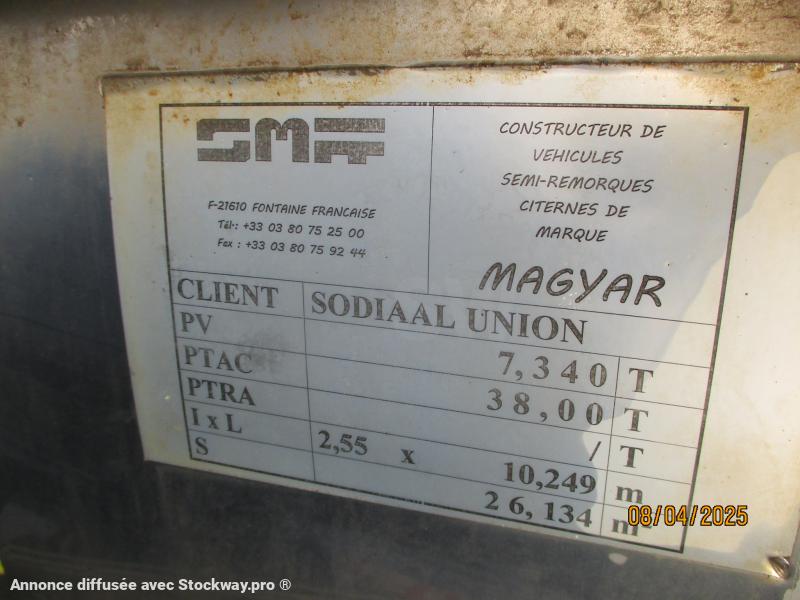 SMFF
F-21610 FONTAINE FRANCAISE
Tél.: +33 03 80 75 25 00
Fax : +33 03 80 75 92 44
CONSTRUCTEUR DE
VEHICULES
SEMI-REMORQUES
CITERNES DE
MARQUE
MAGYAR
CLIENT SODIAAL UNION
PV 7,340 T
PTAC 38,00 T
PTRA / T
I x L 2,55 x 10,249 m
S 26,134 m
08/04/2025
Annonce diffusée avec Stockway.pro ®